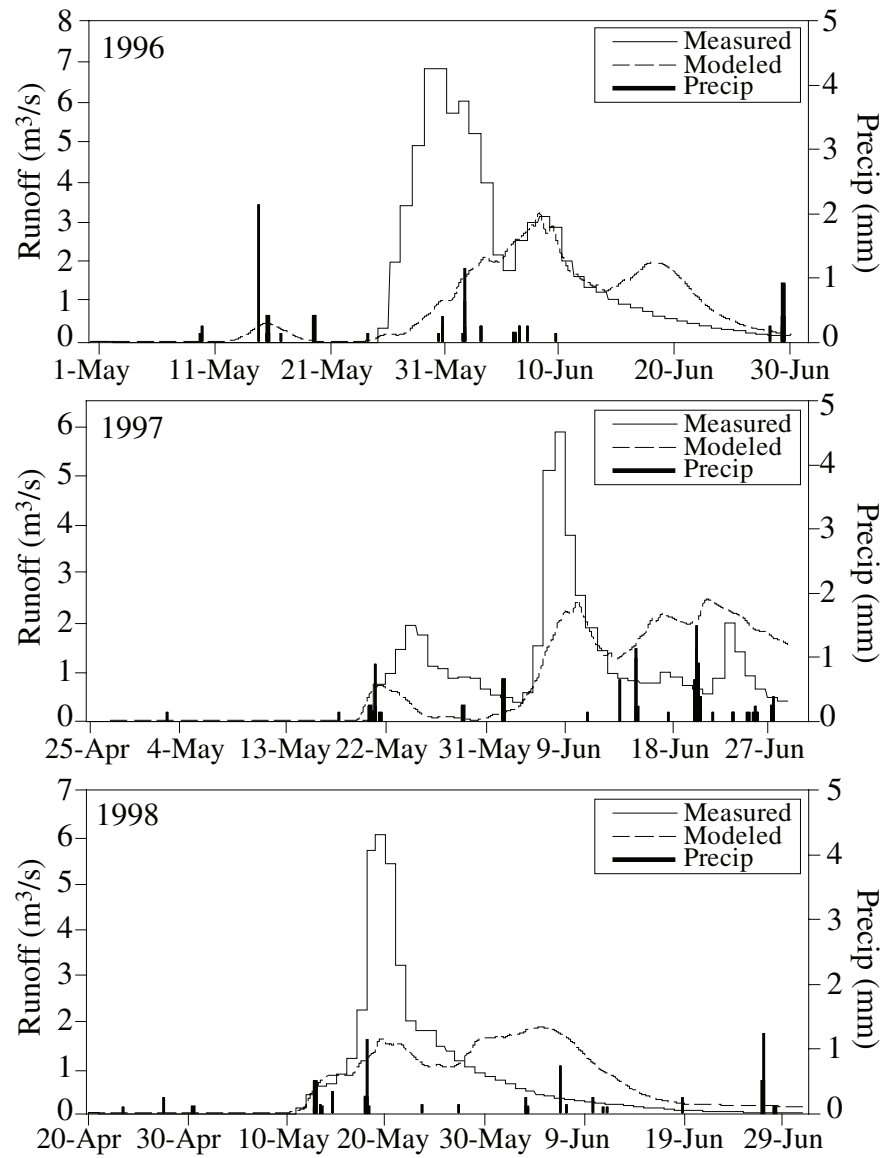 1996
Measured
Modeled
Precip
Runoff (m3/s)
8
7
6
5
4
3
2
1
0
Precip (mm)
5
4
3
2
1
0
1-May 11-May 21-May 31-May 10-Jun 20-Jun 30-Jun
1997
Measured
Modeled
Precip
Runoff (m3/s)
6
5
4
3
2
1
0
Precip (mm)
5
4
3
2
1
0
25-Apr 4-May 13-May 22-May 31-May 9-Jun 18-Jun 27-Jun
1998
Measured
Modeled
Precip
Runoff (m3/s)
7
6
5
4
3
2
1
0
Precip (mm)
5
4
3
2
1
0
20-Apr 30-Apr 10-May 20-May 30-May 9-Jun 19-Jun 29-Jun